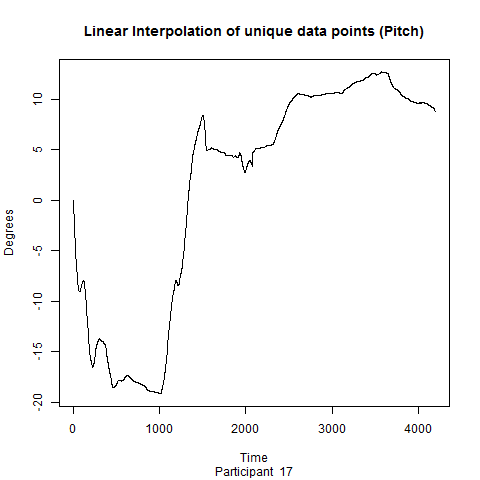 Linear Interpolation of unique data points (Pitch)
Degrees
10
5
0
-5
-10
-15
-20
0 1000 2000 3000 4000
Time
Participant 17